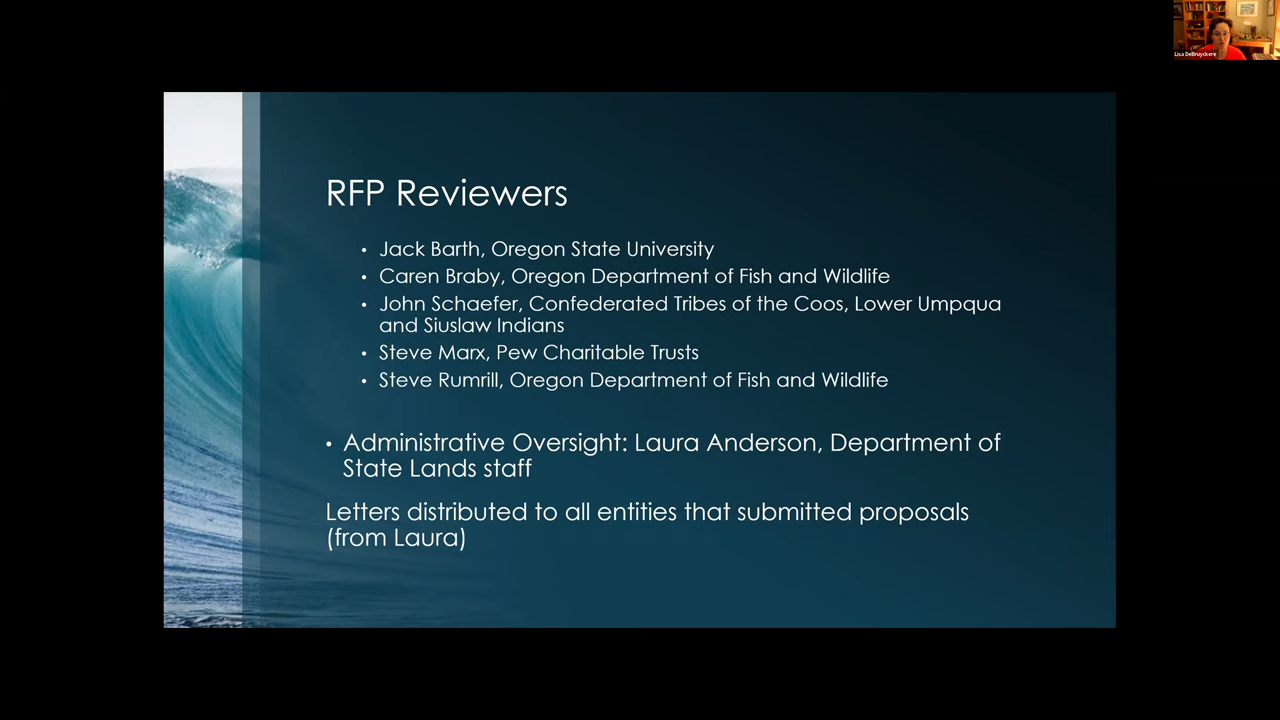 Lisa DeBruyckere
RFP Reviewers
• Jack Barth, Oregon State University
• Caren Braby, Oregon Department of Fish and Wildlife
• John Schaefer, Confederated Tribes of the Coos, Lower Umpqua
and Siuslaw Indians
• Steve Marx, Pew Charitable Trusts
• Steve Rumrill, Oregon Department of Fish and Wildlife
• Administrative Oversight: Laura Anderson, Department of
State Lands staff
Letters distributed to all entities that submitted proposals
(from Laura)